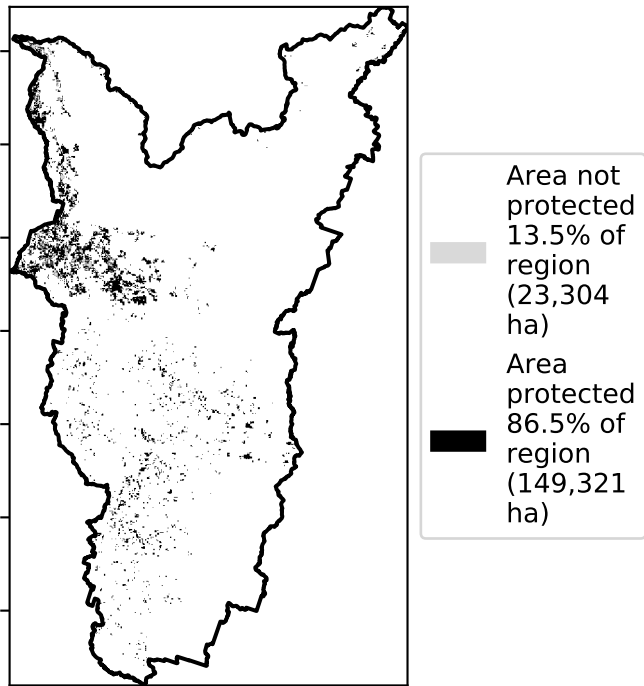 Area not
protected
13.5% of
region
(23,304
ha)
Area
protected
86.5% of
region
(149,321
ha)